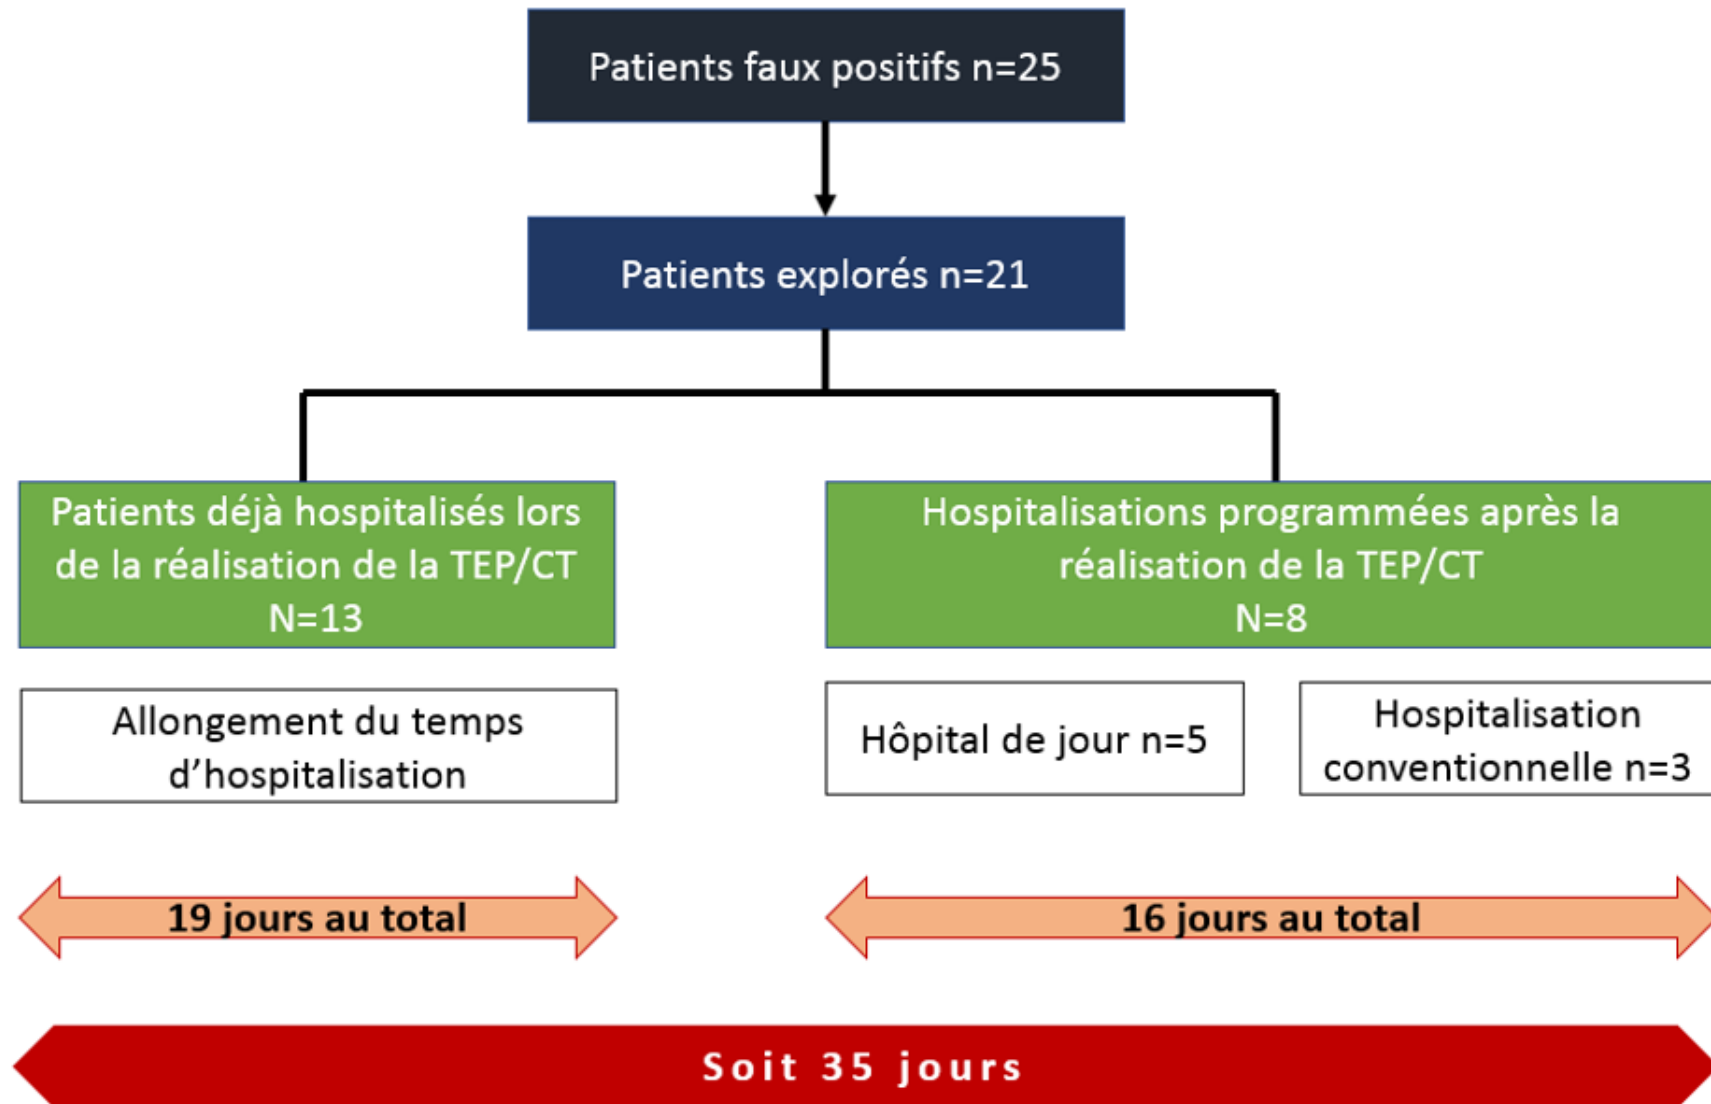 Patients faux positifs n=25
Patients explorés n=21
Patients déjà hospitalisés lors
de la réalisation de la TEP/CT
N=13
Hospitalisations programmées après la
réalisation de la TEP/CT
N=8
Allongement du temps
d’hospitalisation
Hôpital de jour n=5
Hospitalisation
conventionnelle n=3
19 jours au total
16 jours au total
Soit 35 jours